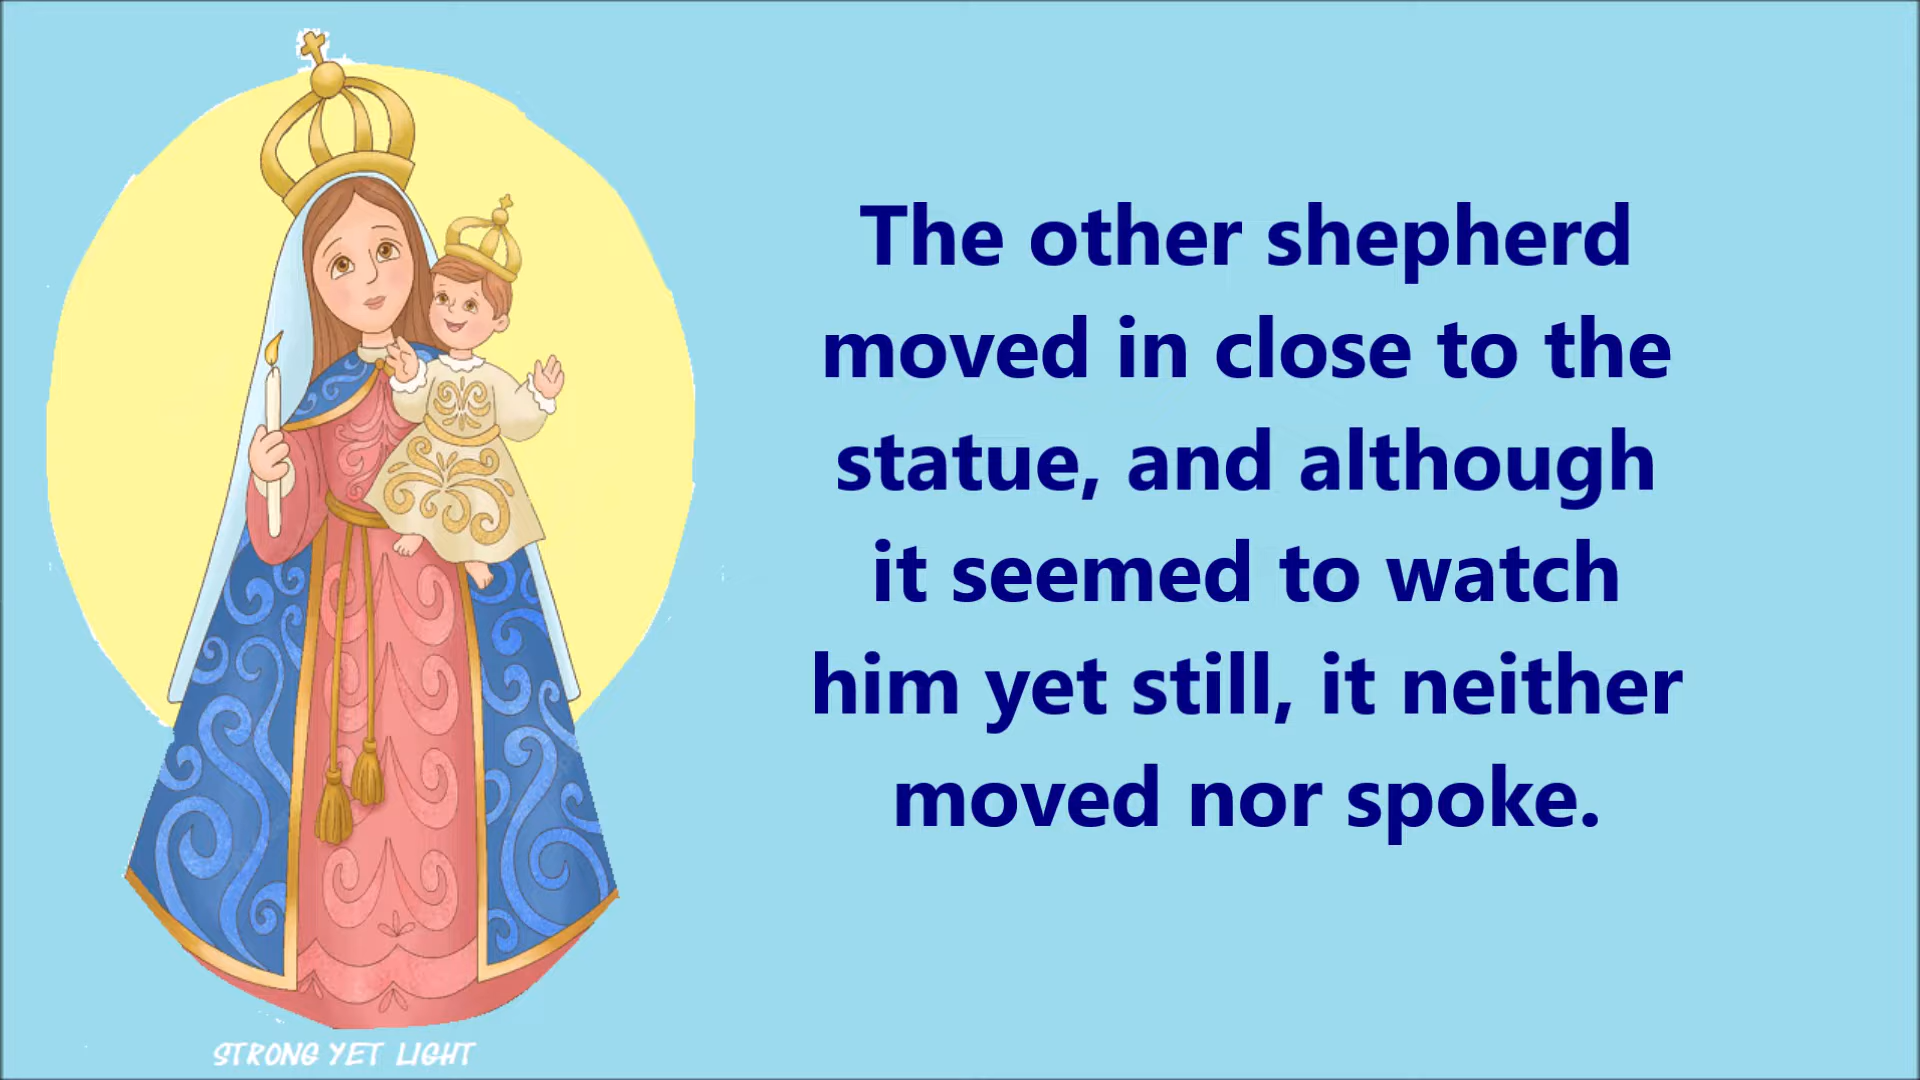 The other shepherd
moved in close to the
statue, and although
it seemed to watch
him yet still, it neither
moved nor spoke.
STRONG YET LIGHT